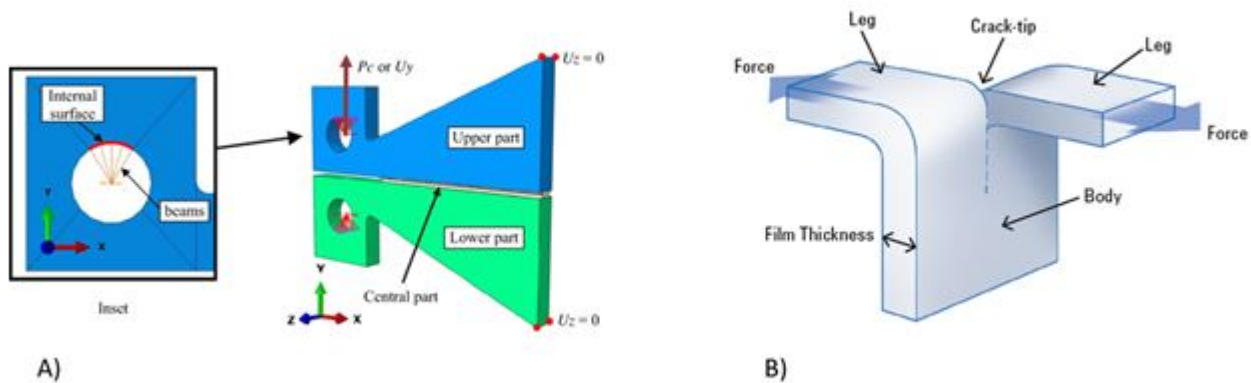 Internal
surface
beams
Y
X
Inset
Pc or Uy
Uz = 0
Upper part
Lower part
Central part
Y
Z
X
Uz = 0
A)
Leg
Crack-tip
Leg
Force
Force
Body
Film Thickness
B)